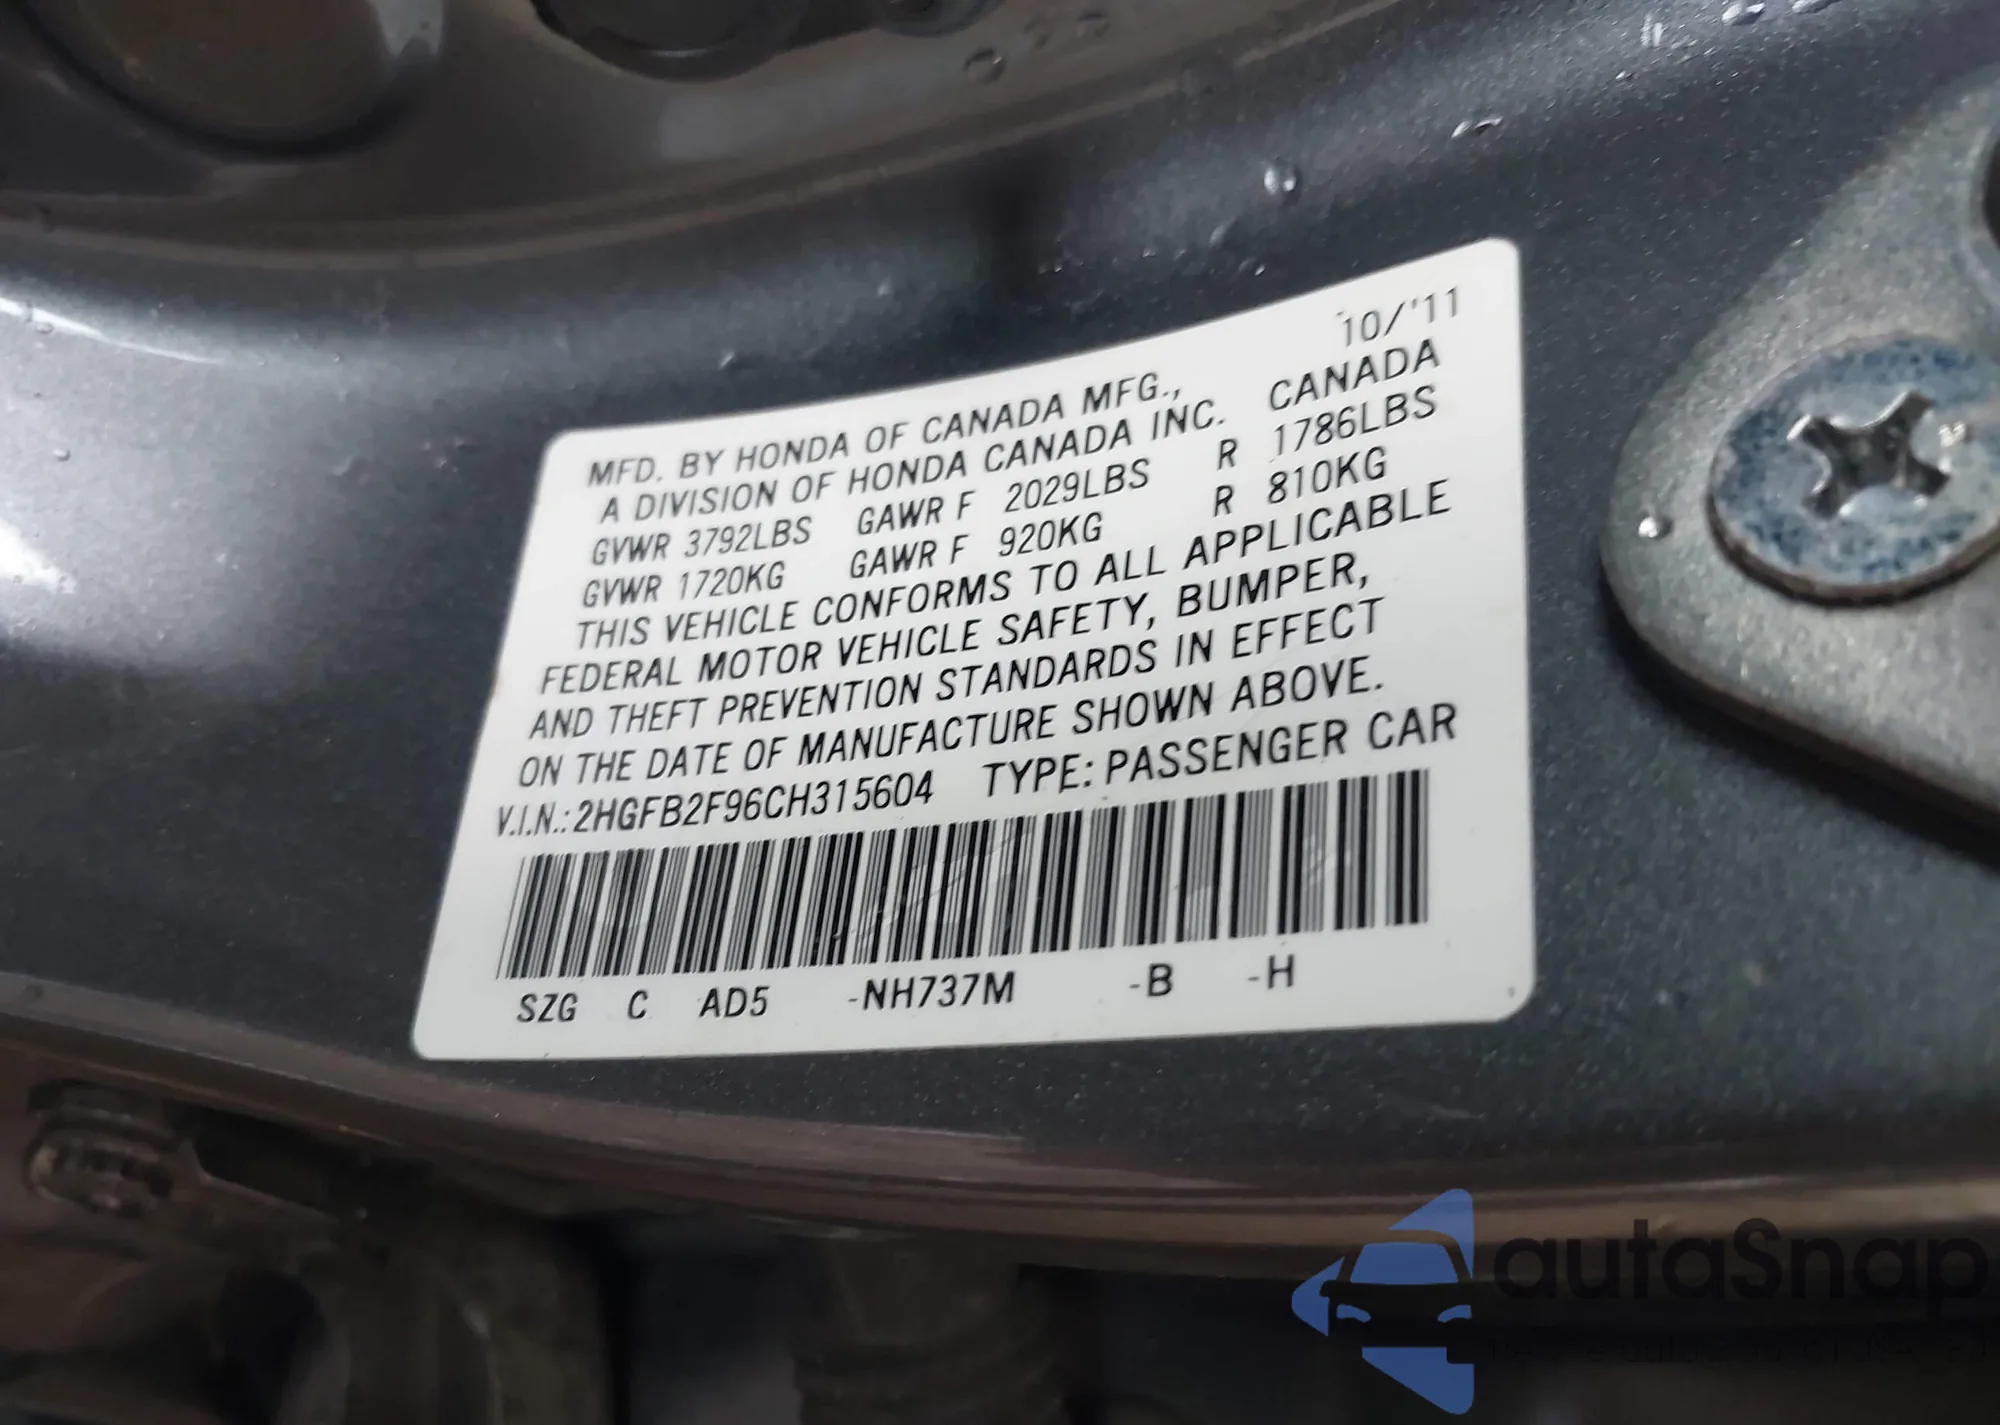 10/'11
MFD. BY HONDA OF CANADA MFG.,
A DIVISION OF HONDA CANADA INC. CANADA
GVWR 3792LBS GAWR F 2029LBS R 1786LBS
GVWR 1720KG GAWR F 920KG R 810KG
THIS VEHICLE CONFORMS TO ALL APPLICABLE
FEDERAL MOTOR VEHICLE SAFETY, BUMPER,
AND THEFT PREVENTION STANDARDS IN EFFECT
ON THE DATE OF MANUFACTURE SHOWN ABOVE.
V.I.N.: 2HGFB2F96CH315604 TYPE: PASSENGER CAR
SZG C AD5 -NH737M -B -H
autaSnap